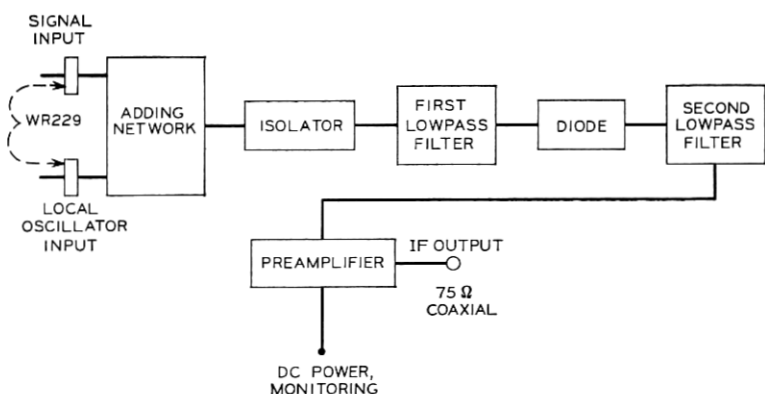 SIGNAL
INPUT
WR229
LOCAL
OSCILLATOR
INPUT
ADDING
NETWORK
ISOLATOR
FIRST
LOWPASS
FILTER
DIODE
SECOND
LOWPASS
FILTER
PREAMPLIFIER
IF OUTPUT
75 Ω
COAXIAL
DC POWER,
MONITORING